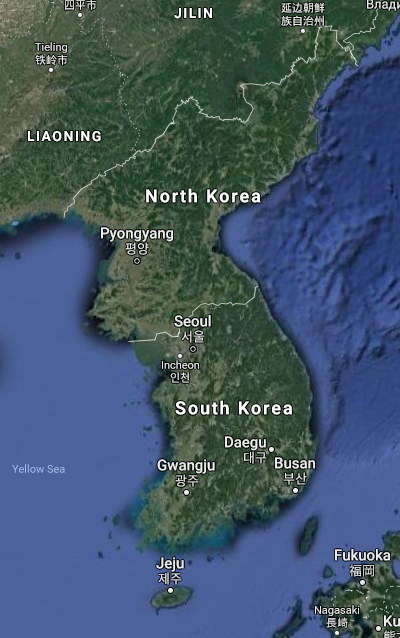 四平市
JILIN
延边朝鲜
族自治州
Tieling
铁岭市
LIAONING
North Korea
Pyongyang
평양
Seoul
서울
Incheon
인천
South Korea
Daegu
대구
Busan
부산
Gwangju
광주
Yellow Sea
Jeju
제주
Fukuoka
福岡
Nagasaki
長崎